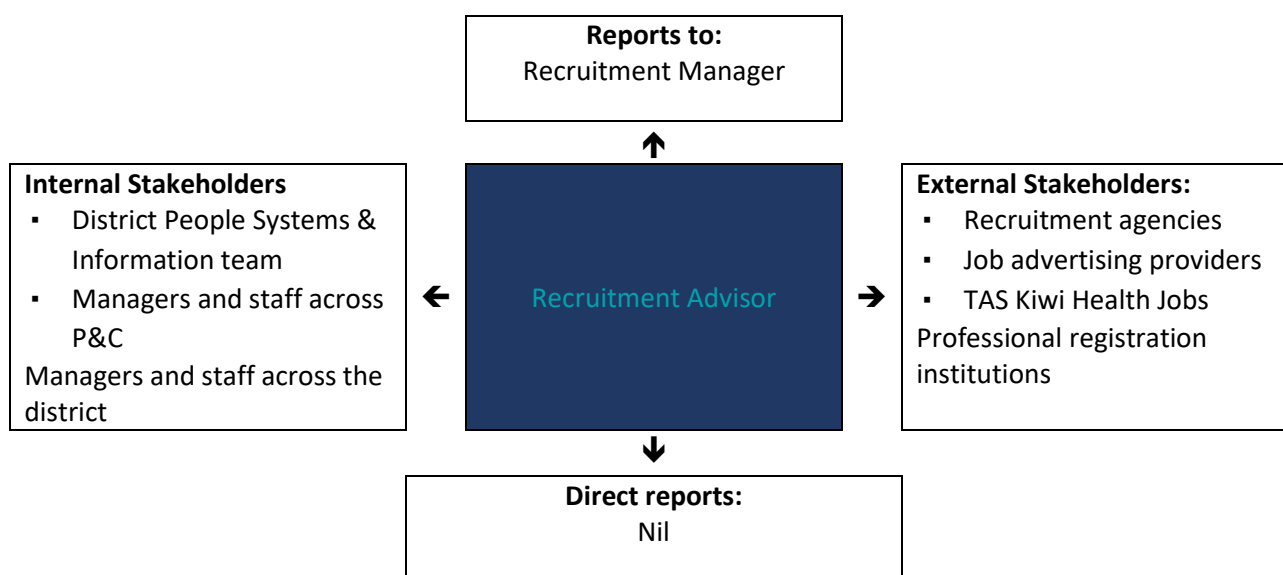 Reports to:
Recruitment Manager
Internal Stakeholders
▪ District People Systems &
Information team
▪ Managers and staff across
P&C
Managers and staff across the
district
Recruitment Advisor
External Stakeholders:
▪ Recruitment agencies
▪ Job advertising providers
▪ TAS Kiwi Health Jobs
Professional registration
institutions
Direct reports:
Nil